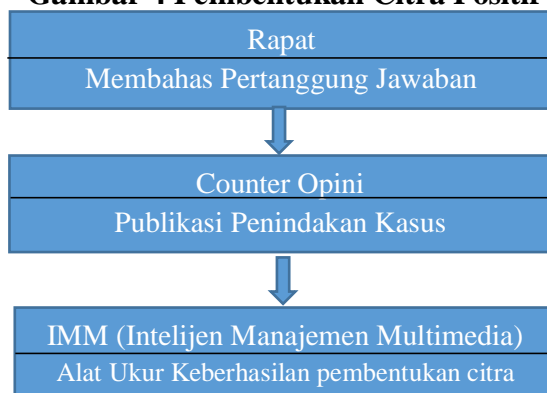 Gambar 4 Pembentukan Citra Positif
Rapat
Membahas Pertanggung Jawaban
Counter Opini
Publikasi Penindakan Kasus
IMM (Intelijen Manajemen Multimedia)
Alat Ukur Keberhasilan pembentukan citra